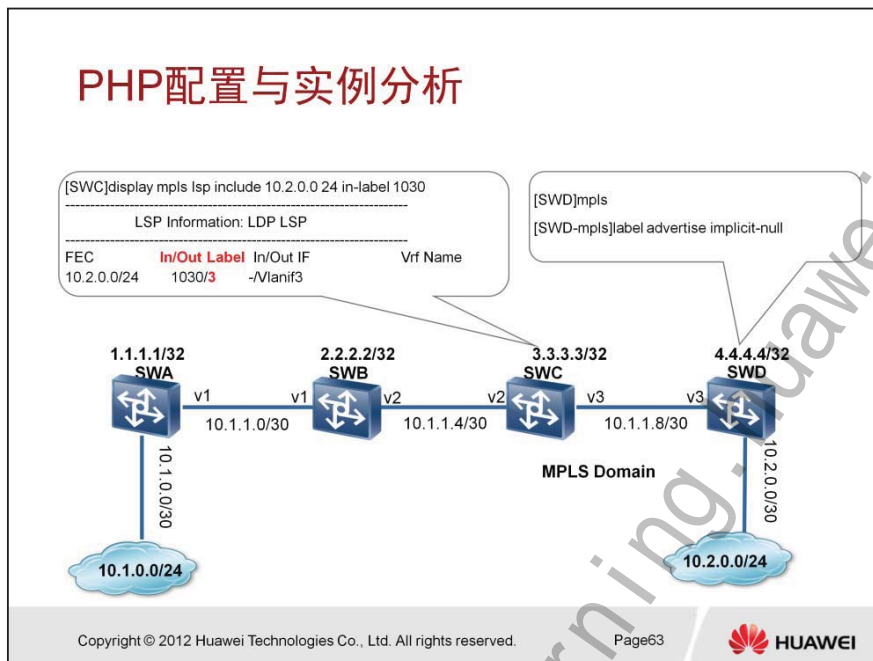 PHP配置与实例分析
[SWC]display mpls lsp include 10.2.0.0 24 in-label 1030
----------------------------------------------------------------------
LSP Information: LDP LSP
----------------------------------------------------------------------
FEC In/Out Label In/Out IF Vrf Name
10.2.0.0/24 1030/3 -/Vlanif3
[SWD]mpls
[SWD-mpls]label advertise implicit-null
1.1.1.1/32 2.2.2.2/32 3.3.3.3/32 4.4.4.4/32
SWA SWB SWC SWD
v1 v1 v2 v2 v3 v3
10.1.1.0/30 10.1.1.4/30 10.1.1.8/30
10.1.0.0/30
10.2.0.0/30
MPLS Domain
10.1.0.0/24
10.2.0.0/24
Copyright © 2012 Huawei Technologies Co., Ltd. All rights reserved.
Page63
HUAWEI
rning.huawei.